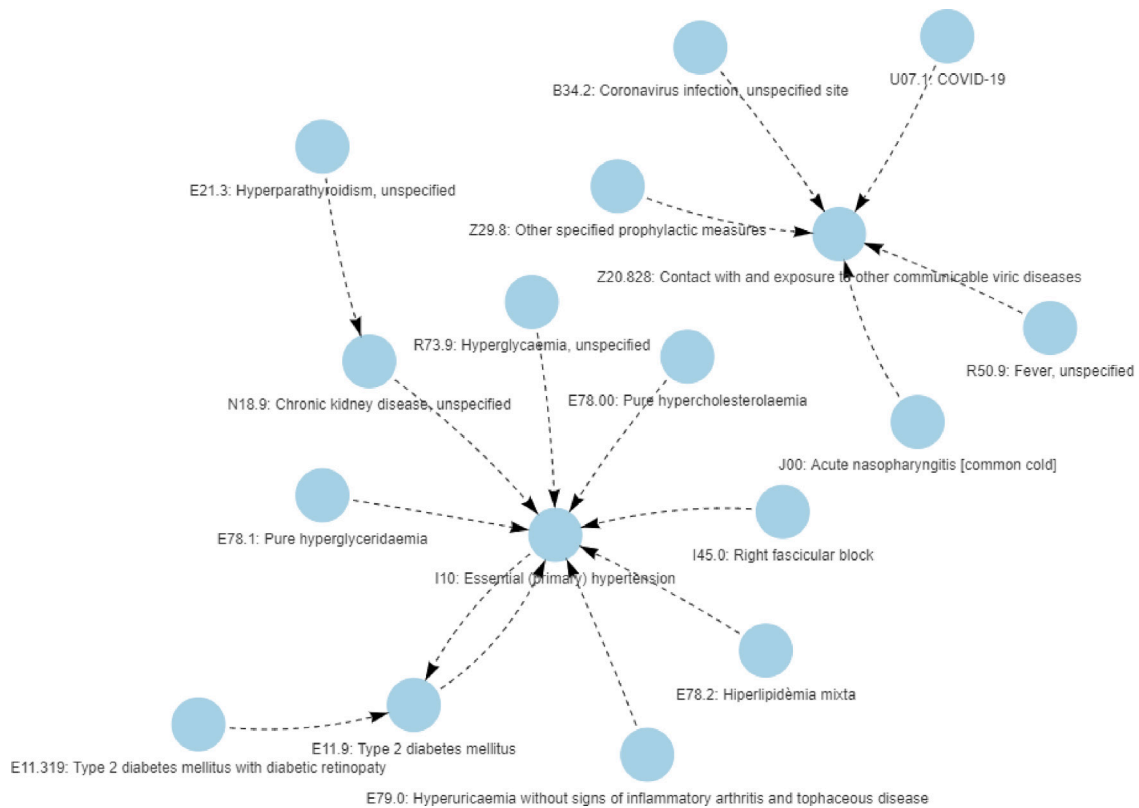 B34.2: Coronavirus infection, unspecified site
U07.1: COVID-19
E21.3: Hyperparathyroidism, unspecified
Z29.8: Other specified prophylactic measures
Z20.828: Contact with and exposure to other communicable viric diseases
R73.9: Hyperglycaemia, unspecified
R50.9: Fever, unspecified
N18.9: Chronic kidney disease, unspecified
E78.00: Pure hypercholesterolaemia
J00: Acute nasopharyngitis [common cold]
E78.1: Pure hyperglyceridaemia
I45.0: Right fascicular block
I10: Essential (primary) hypertension
E78.2: Hiperlipidèmia mixta
E11.9: Type 2 diabetes mellitus
E11.319: Type 2 diabetes mellitus with diabetic retinopaty
E79.0: Hyperuricaemia without signs of inflammatory arthritis and tophaceous disease